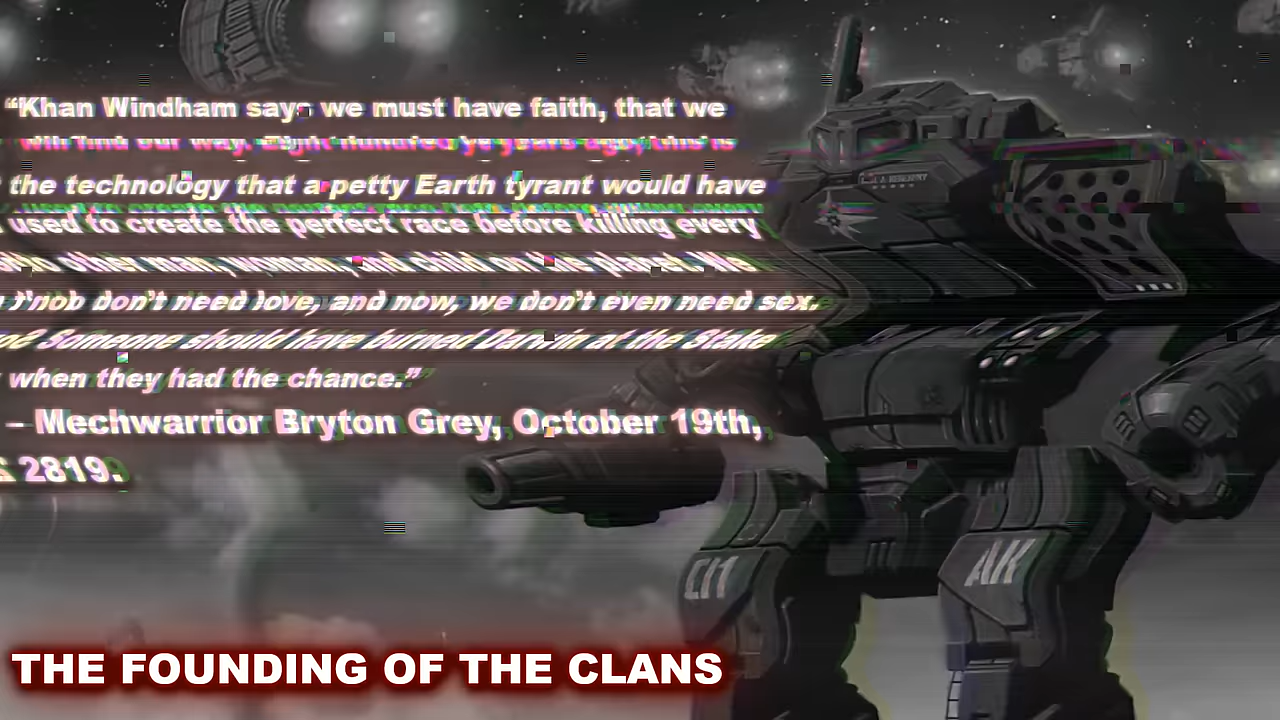 “Khan Windham says we must have faith, that we
will find our way. Eight hundred years ago, this is
the technology that a petty Earth tyrant would have
used to create the perfect race before killing every
other man, woman, and child on the planet. We
don’t need love, and now, we don’t even need sex.
Someone should have burned Darwin at the Stake
when they had the chance.”
– Mechwarrior Bryton Grey, October 19th,
2819.
CJ1
AK
THE FOUNDING OF THE CLANS